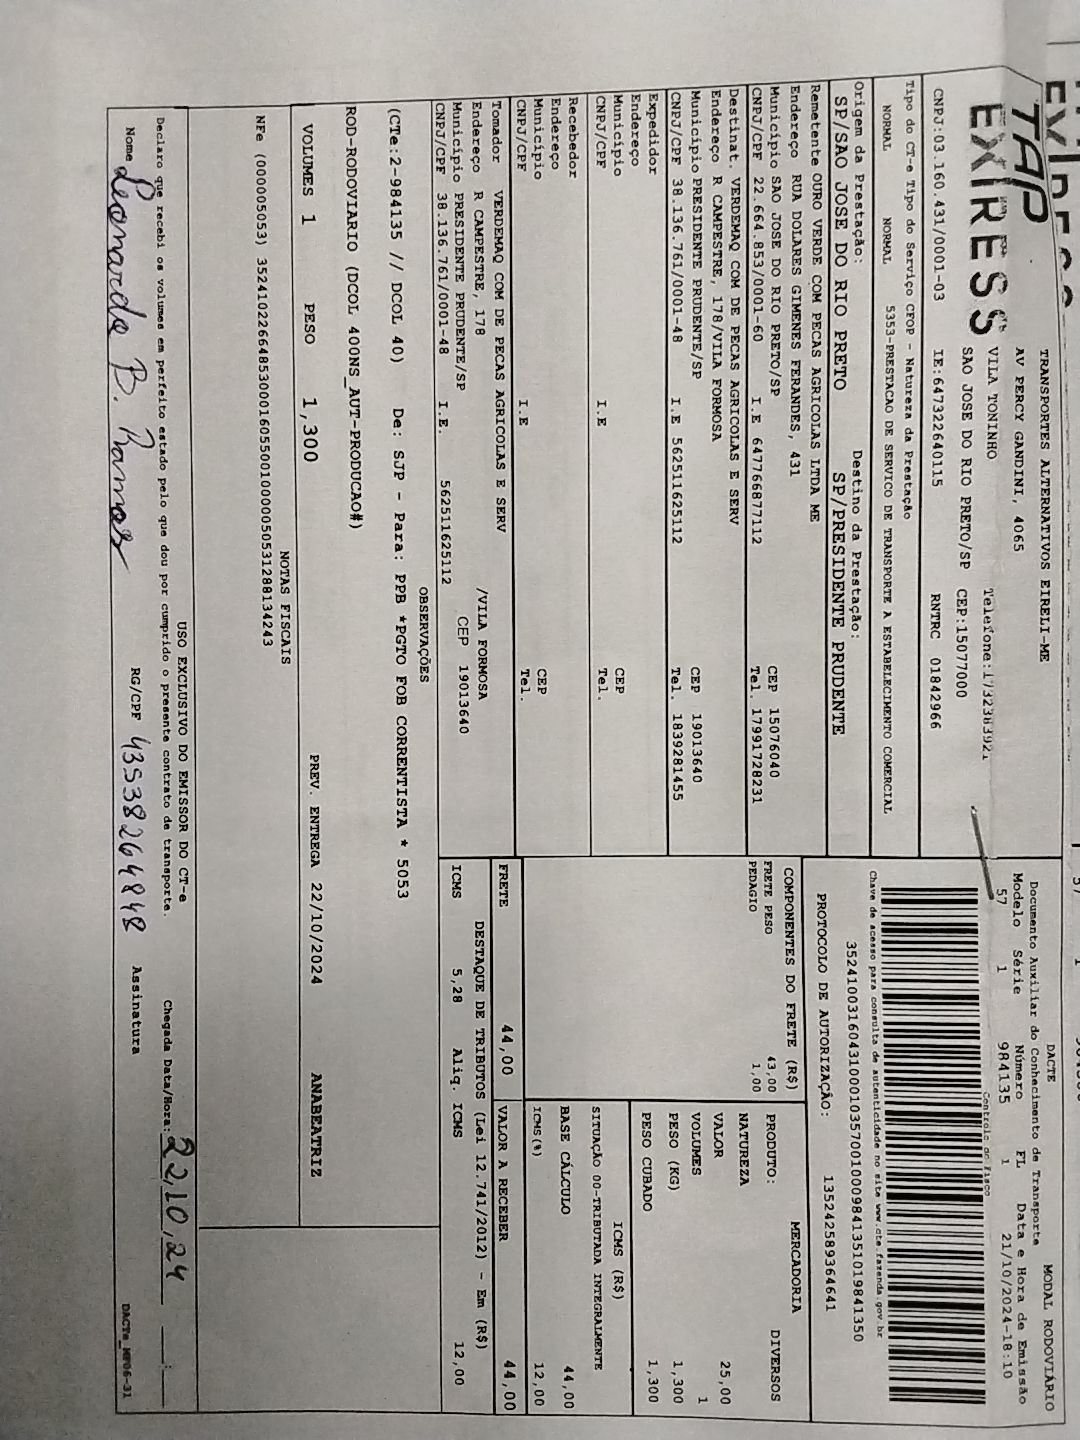 TAP
EXIRESS
TRANSPORTES ALTERNATIVOS EIRELI-ME
AV PERCY GANDINI, 4065
VILA TONINHO Telefone:1732383921
SAO JOSE DO RIO PRETO/SP CEP:15077000
CNPJ:03.160.431/0001-03 IE:647322640115 RNTRC 01842966
DACTE MODAL RODOVIÁRIO
Documento Auxiliar do Conhecimento de Transporte
Modelo Série Número FL Data e Hora de Emissão
57 1 984135 1 21/10/2024-18:10
Controle do Fisco
Chave de acesso para consulta de autenticidade no site www.cte.fazenda.gov.br
35241003160431000103570010009841351019841350
PROTOCOLO DE AUTORIZAÇÃO: 135242589364641
Tipo do CT-e Tipo do Serviço CFOP - Natureza da Prestação
NORMAL NORMAL 5353-PRESTACAO DE SERVICO DE TRANSPORTE A ESTABELECIMENTO COMERCIAL
Origem da Prestação: Destino da Prestação:
SP/SAO JOSE DO RIO PRETO SP/PRESIDENTE PRUDENTE
Remetente OURO VERDE COM PECAS AGRICOLAS LTDA ME
Endereço RUA DOLARES GIMENES FERANDES, 431
Município SAO JOSE DO RIO PRETO/SP CEP 15076040
CNPJ/CPF 22.664.853/0001-60 I.E 647766877112 Tel. 17991728231
Destinat. VERDEMAQ COM DE PECAS AGRICOLAS E SERV
Endereço R CAMPESTRE, 178/VILA FORMOSA
Município PRESIDENTE PRUDENTE/SP CEP 19013640
CNPJ/CPF 38.136.761/0001-48 I.E 562511625112 Tel. 1839281455
Expedidor
Endereço
Município CEP
CNPJ/CPF I.E Tel.
Recebedor
Endereço
Município CEP
CNPJ/CPF I.E Tel.
Tomador VERDEMAQ COM DE PECAS AGRICOLAS E SERV
Endereço R CAMPESTRE, 178 /VILA FORMOSA
Município PRESIDENTE PRUDENTE/SP CEP 19013640
CNPJ/CPF 38.136.761/0001-48 I.E. 562511625112
COMPONENTES DO FRETE (R$)
FRETE PESO 43,00
PEDAGIO 1,00
MERCADORIA
PRODUTO: DIVERSOS
NATUREZA
VALOR 25,00
VOLUMES 1
PESO (KG) 1,300
PESO CUBADO 1,300
ICMS (R$)
SITUAÇÃO 00-TRIBUTADA INTEGRALMENTE
BASE CÁLCULO 44,00
ICMS(%) 12,00
FRETE 44,00 VALOR A RECEBER 44,00
DESTAQUE DE TRIBUTOS (Lei 12.741/2012) - Em (R$)
ICMS 5,28 Aliq. ICMS 12,00
OBSERVAÇÕES
(CTe:2-984135 // DCOL 40) De: SJP - Para: PPB *PGTO FOB CORRENTISTA * 5053
ROD-RODOVIARIO (DCOL 400NS_AUT-PRODUCAO#)
VOLUMES 1 PESO 1,300 PREV. ENTREGA 22/10/2024 ANABEATRIZ
NOTAS FISCAIS
NFe (000005053) 35241022664853000160550010000050531288134243
USO EXCLUSIVO DO EMISSOR DO CT-e
Declaro que recebi os volumes em perfeito estado pelo que dou por cumprido o presente contrato de transporte. Chegada Data/Hora: 22,10,24 :
Nome Leonardo B. Ramos RG/CPF 43538264848 Assinatura
DACTe_MF06-31